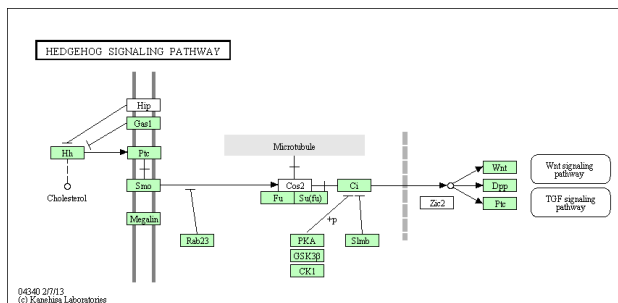 HEDGEHOG SIGNALING PATHWAY
Hip
Gas1
Hh
Ptc
Microtubule
Wnt
Wnt signaling
pathway
Cholesterol
Smo
Cos2
Ci
Dpp
Fu
Su(fu)
Zic2
Ptc
TGF signaling
pathway
Megalin
+p
Rab23
PKA
Slmb
GSK3β
CK1
04340 2/7/13
(c) Kanehisa Laboratories